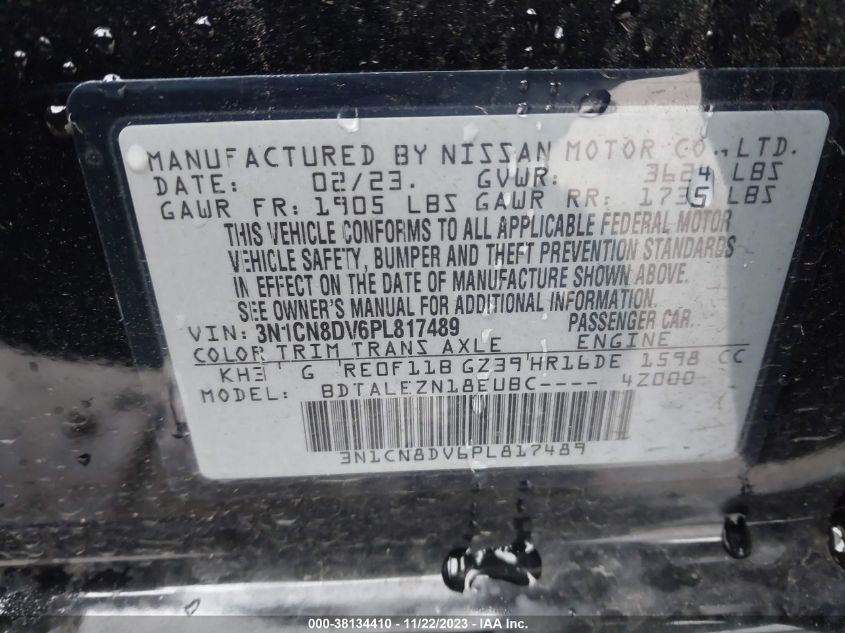 MANUFACTURED BY NISSAN MOTOR CO., LTD.
DATE: 02/23. GVWR: 3624 LBS
GAWR FR: 1905 LBS GAWR RR: 1735 LBS
THIS VEHICLE CONFORMS TO ALL APPLICABLE FEDERAL MOTOR
VEHICLE SAFETY, BUMPER AND THEFT PREVENTION STANDARDS
IN EFFECT ON THE DATE OF MANUFACTURE SHOWN ABOVE.
SEE OWNER'S MANUAL FOR ADDITIONAL INFORMATION.
VIN: 3N1CN8DV6PL817489 PASSENGER CAR
COLOR TRIM TRANS AXLE ENGINE
KH3 G RE0F11B GZ39 HR16DE 1598 CC
MODEL: BDTALEZN18EUBC---- 4Z000
3N1CN8DV6PL817489
000-38134410 - 11/22/2023 - IAA Inc.